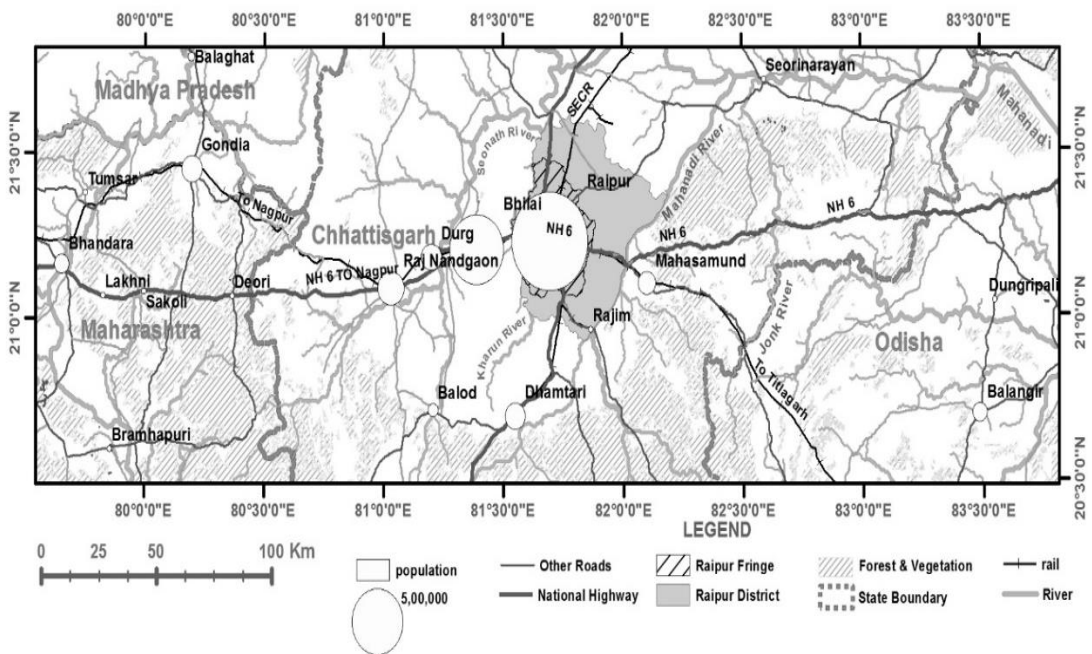 80°0'0"E 80°30'0"E 81°0'0"E 81°30'0"E 82°0'0"E 82°30'0"E 83°0'0"E 83°30'0"E
Balaghat
Seorinarayan
Madhya Pradesh
SECR
Mahanadi
21°30'0"N
21°30'0"N
Gondia
Seonath River
Mahanadi River
Tumsar
Raipur
To Nagpur
Bhilai
NH 6
NH 6
NH 6
Chhattisgarh
Durg
Bhandara
Raj Nandgaon
Mahasamund
Lakhni
Sakoli
Deori
NH 6 TO Nagpur
Dungripali
21°0'0"N
21°0'0"N
Maharashtra
Kharun River
Rajim
Jonk River
Odisha
To Titlagarh
Balod
Dhamtari
Balangir
Bramhapuri
20°30'0"N
80°0'0"E 80°30'0"E 81°0'0"E 81°30'0"E 82°0'0"E 82°30'0"E 83°0'0"E 83°30'0"E
LEGEND
0 25 50 100 Km
population
5,00,000
Other Roads
National Highway
Raipur Fringe
Raipur District
Forest & Vegetation
State Boundary
rail
River